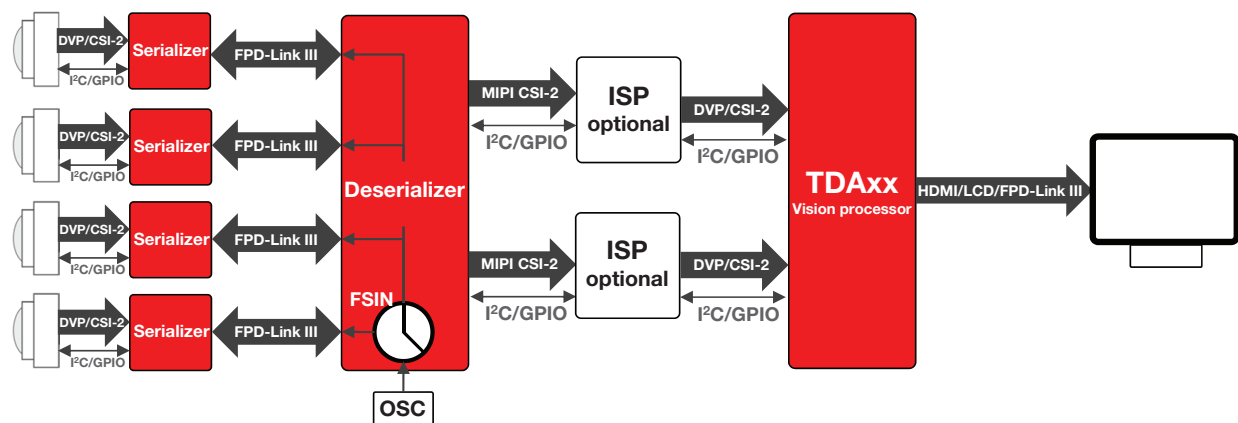 DVP/CSI-2
I²C/GPIO
Serializer
FPD-Link III
DVP/CSI-2
I²C/GPIO
Serializer
FPD-Link III
DVP/CSI-2
I²C/GPIO
Serializer
FPD-Link III
DVP/CSI-2
I²C/GPIO
Serializer
FPD-Link III
Deserializer
FSIN
OSC
MIPI CSI-2
I²C/GPIO
ISP
optional
DVP/CSI-2
I²C/GPIO
MIPI CSI-2
I²C/GPIO
ISP
optional
DVP/CSI-2
I²C/GPIO
TDAxx
Vision processor
HDMI/LCD/FPD-Link III